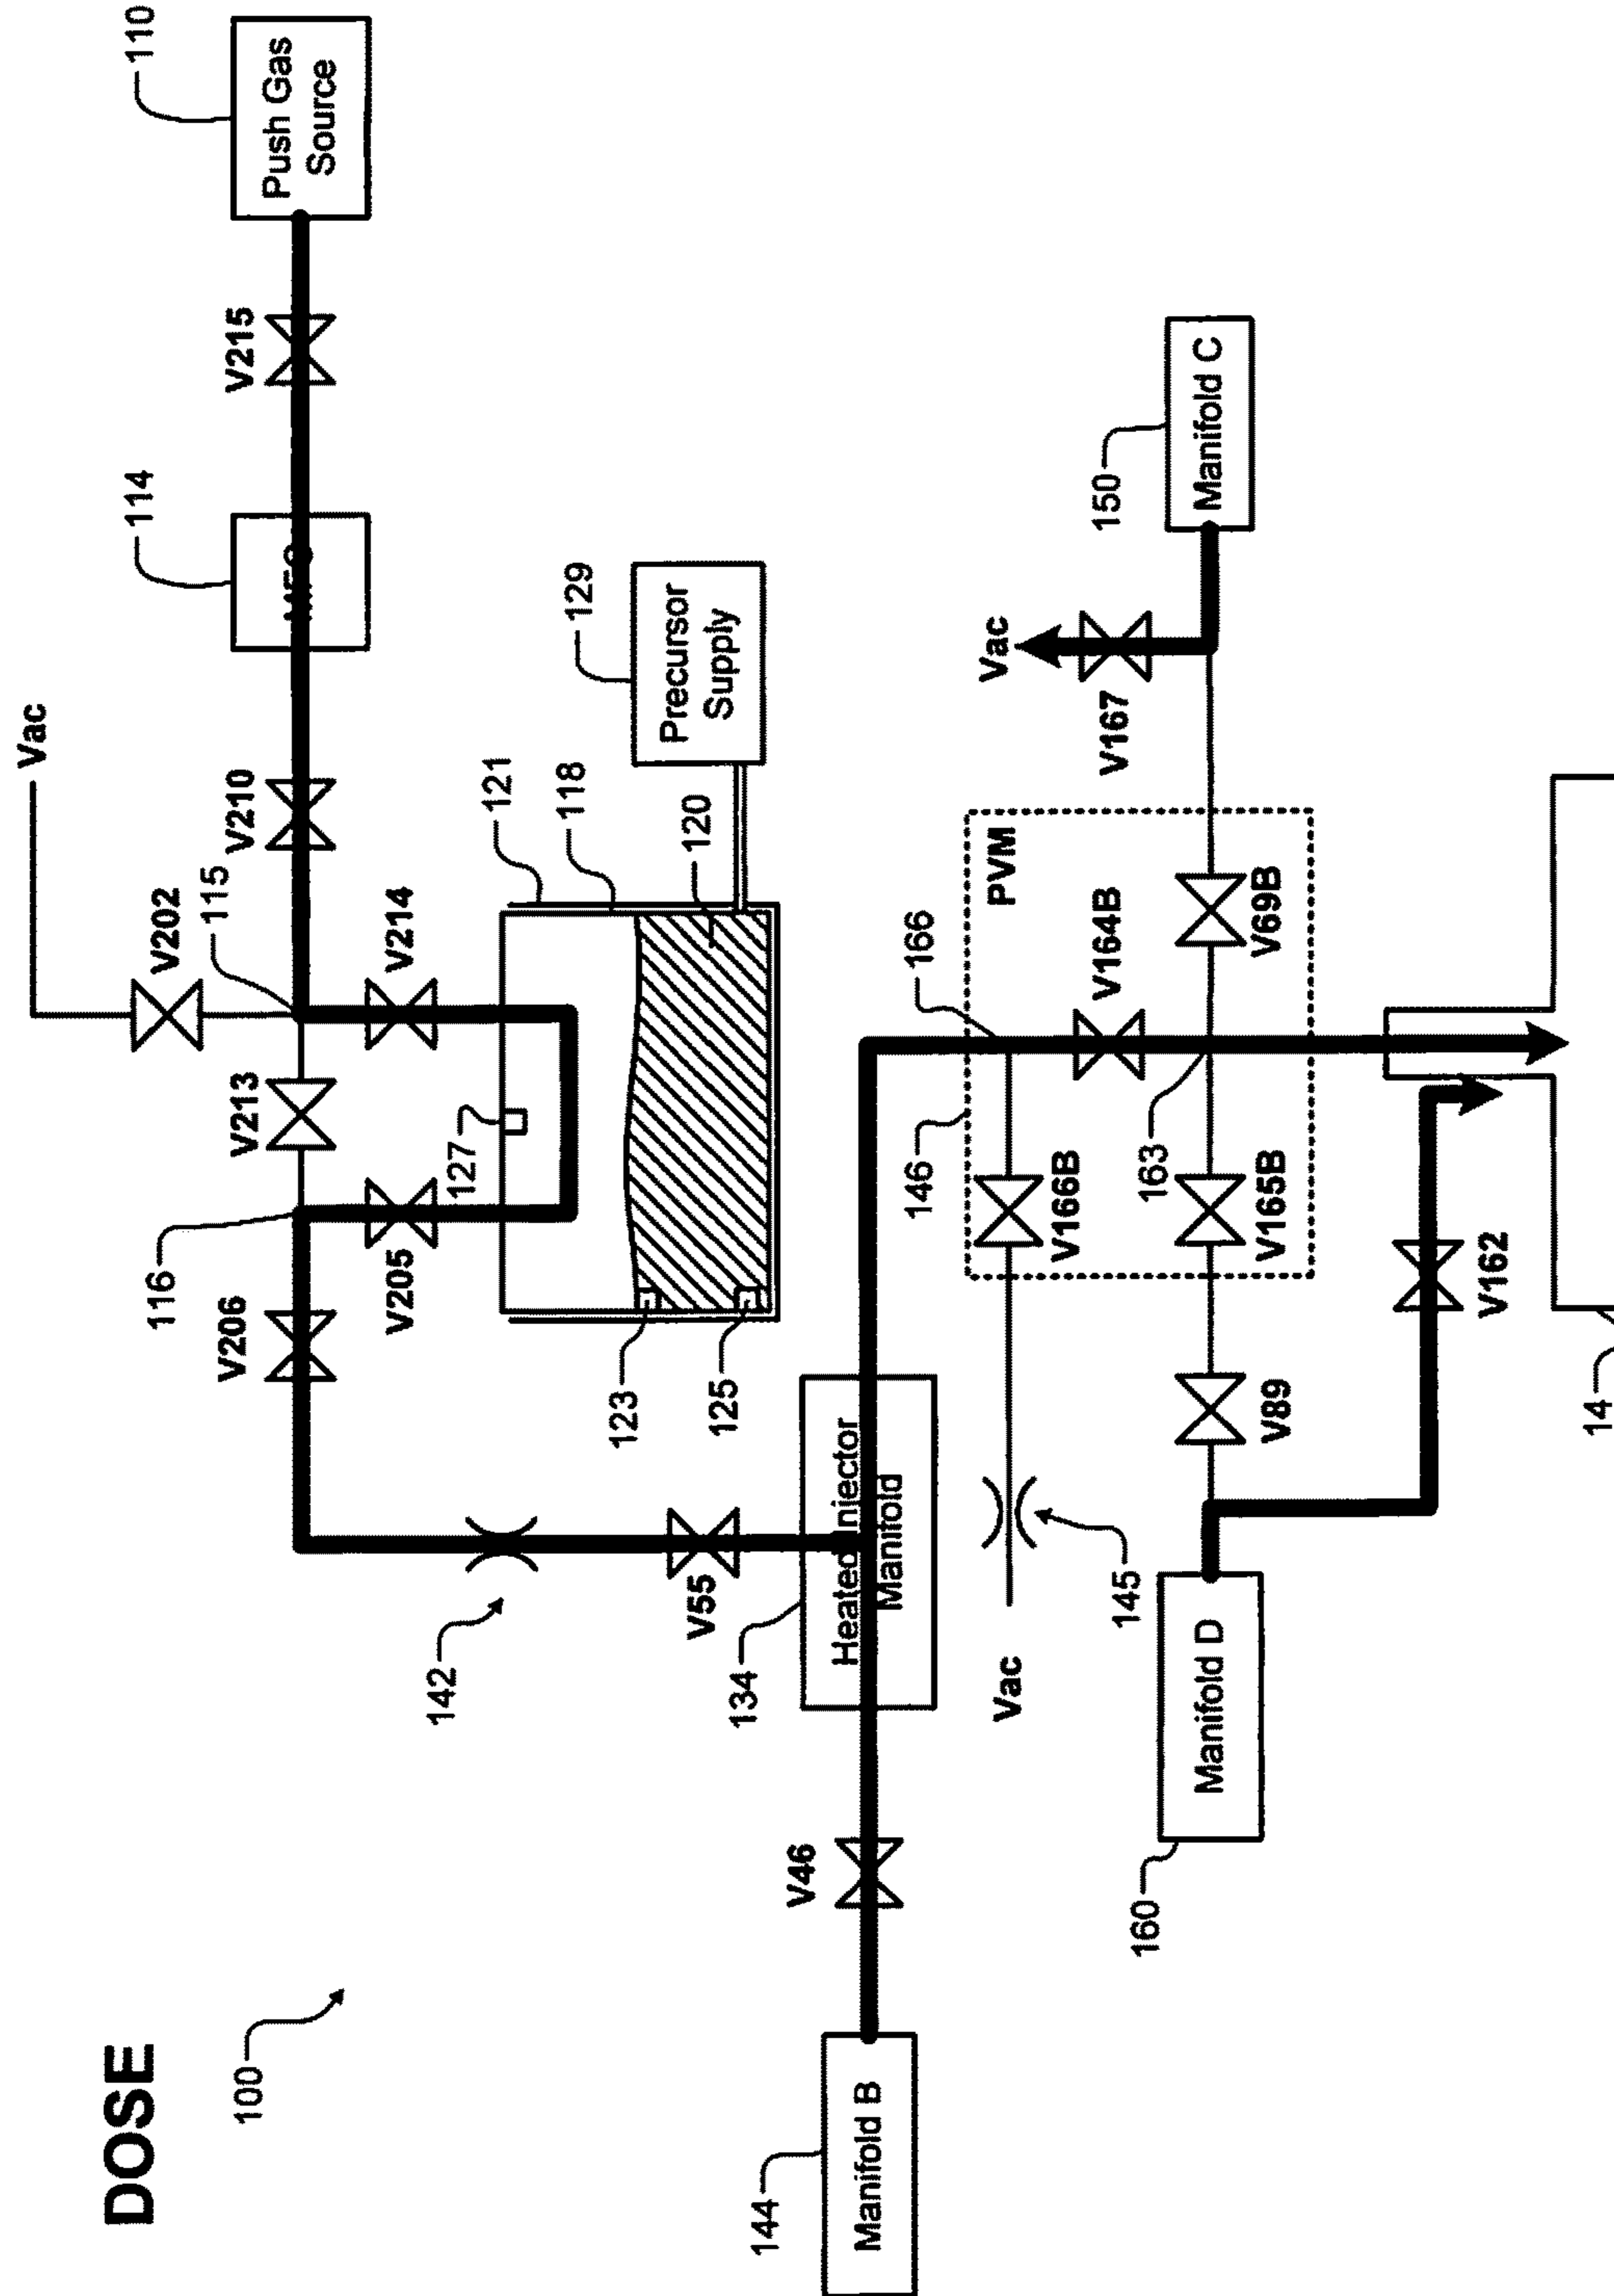 DOSE
100
110
Push Gas
Source
V215
114
V210
Vac
V202
115
V214
V213
116
V205
V206
127
121
118
120
129
Precursor
Supply
123
125
142
V55
134
Heated Injector
Manifold
V46
144
Manifold B
166
146
PVM
V164B
V69B
V166B
V165B
163
Vac
V167
150
Manifold C
145
Vac
V89
160
Manifold D
V162
14